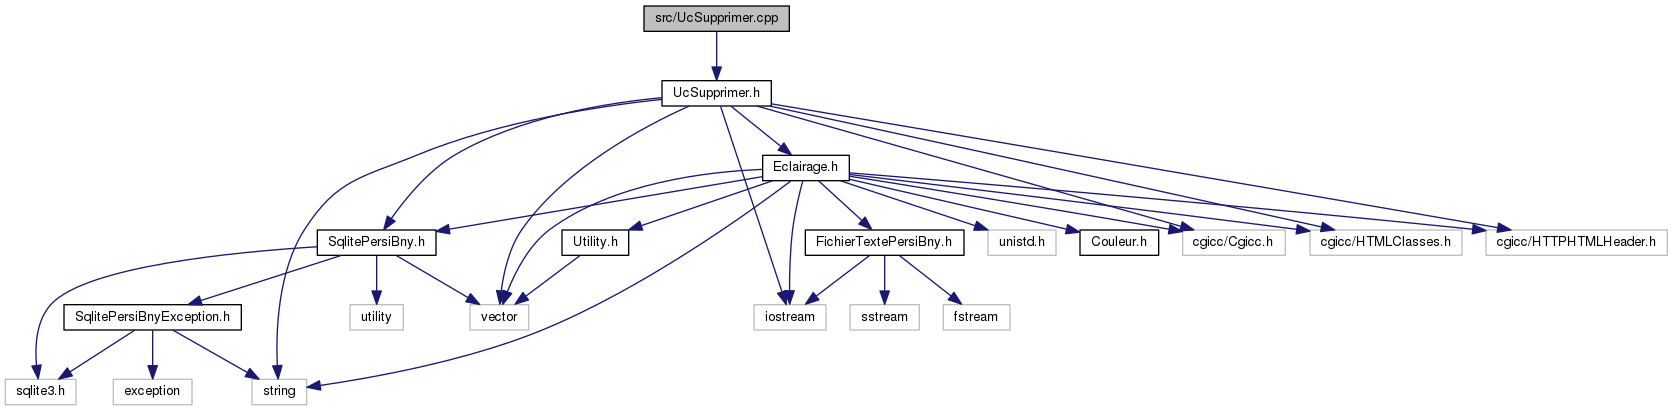 src/UcSupprimer.cpp
UcSupprimer.h
Eclairage.h
SqlitePersiBny.h
Utility.h
FichierTextePersiBny.h
unistd.h
Couleur.h
cgicc/Cgicc.h
cgicc/HTMLClasses.h
cgicc/HTTPHTMLHeader.h
SqlitePersiBnyException.h
utility
vector
iostream
sstream
fstream
sqlite3.h
exception
string